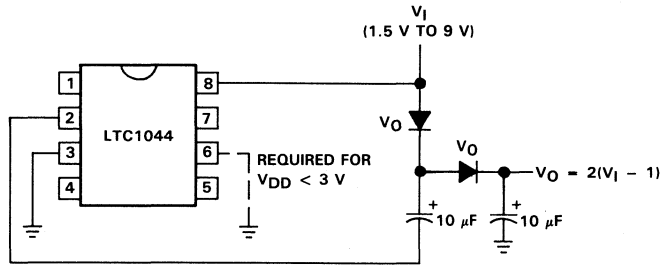 V_I
(1.5 V TO 9 V)
1
8
2
7
LTC1044
3
6
4
5
REQUIRED FOR
V_DD < 3 V
V_O
V_O
V_O = 2(V_I − 1)
+
10 μF
+
10 μF